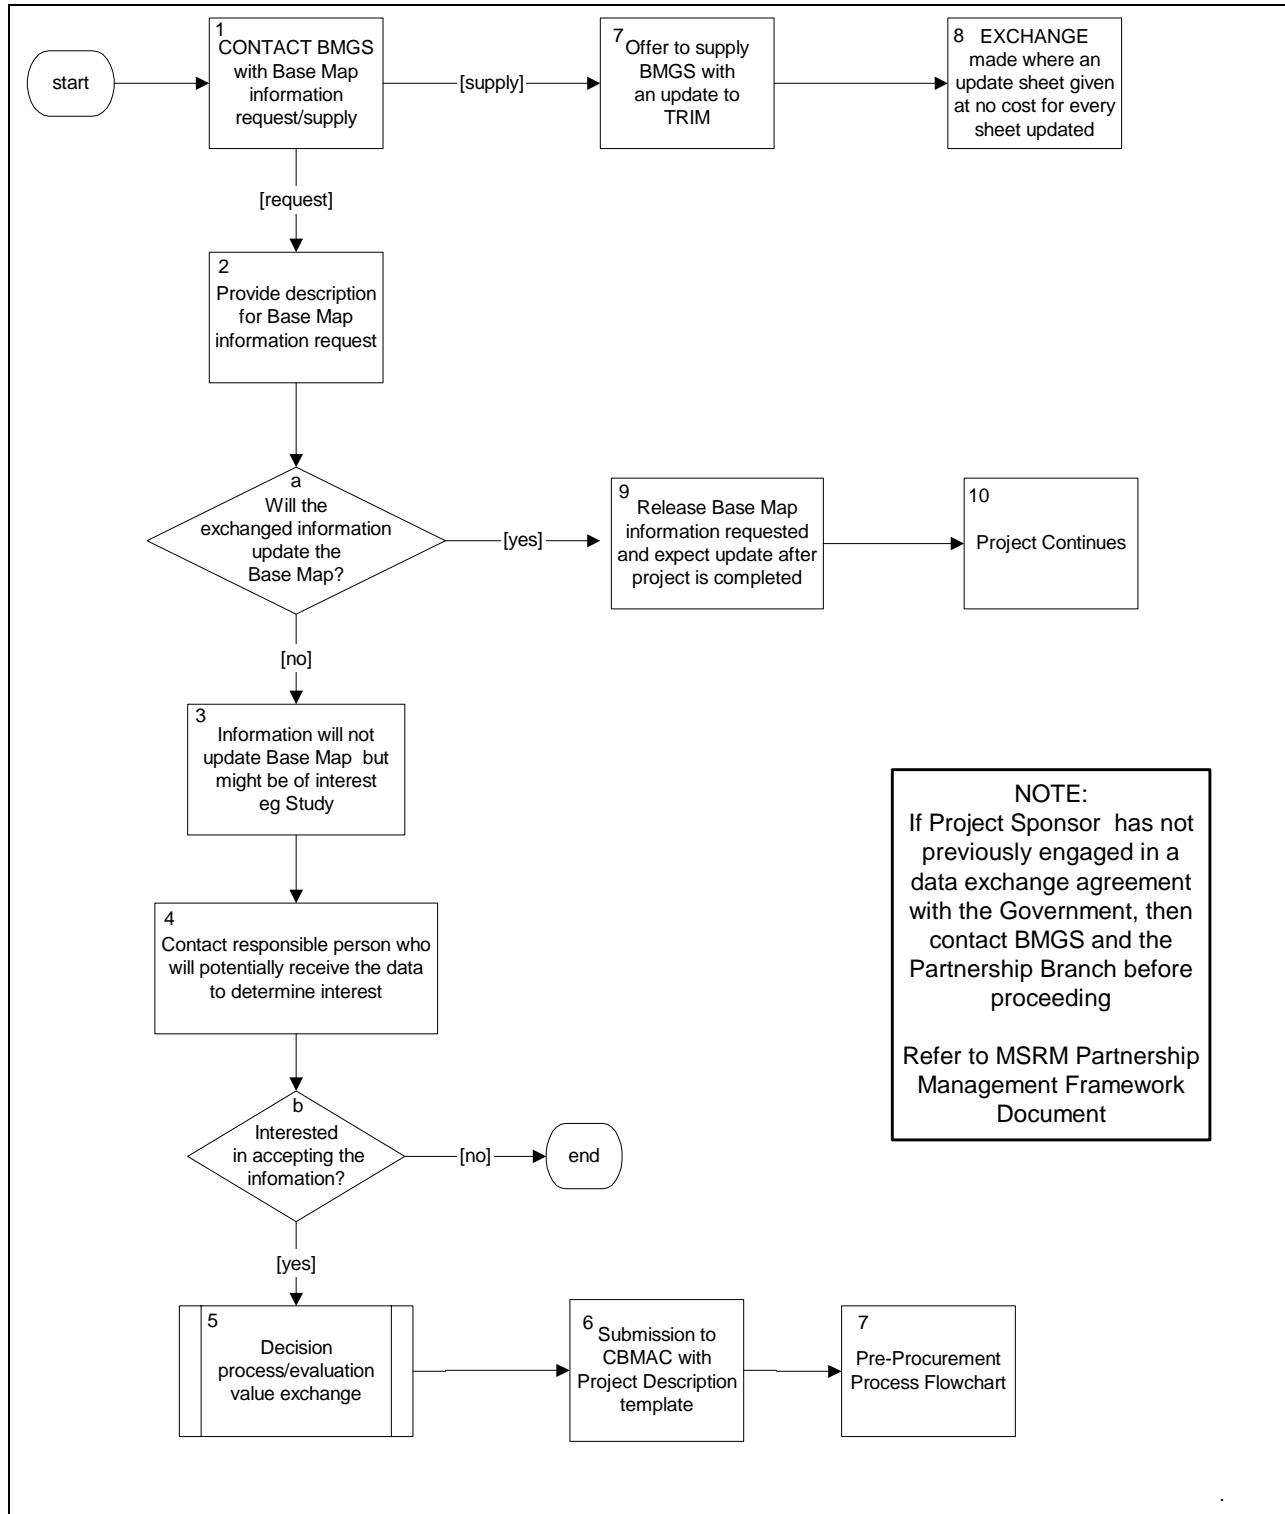 start
1
CONTACT BMGS
with Base Map
information
request/supply
[supply]
7
Offer to supply
BMGS with
an update to
TRIM
8 EXCHANGE
made where an
update sheet given
at no cost for every
sheet updated
[request]
2
Provide description
for Base Map
information request
a
Will the
exchanged information
update the
Base Map?
[yes]
9
Release Base Map
information requested
and expect update after
project is completed
10
Project Continues
[no]
3
Information will not
update Base Map but
might be of interest
eg Study
4
Contact responsible person who
will potentially receive the data
to determine interest
NOTE:
If Project Sponsor has not
previously engaged in a
data exchange agreement
with the Government, then
contact BMGS and the
Partnership Branch before
proceeding
Refer to MSRM Partnership
Management Framework
Document
b
Interested
in accepting the
infomation?
[no]
end
[yes]
5
Decision
process/evaluation
value exchange
6
Submission to
CBMAC with
Project Description
template
7
Pre-Procurement
Process Flowchart
.